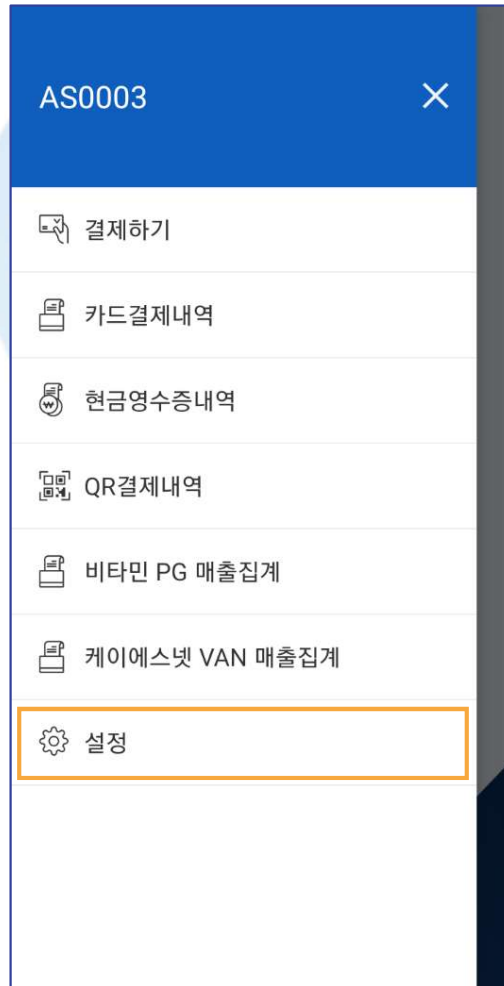 AS0003
결제하기
카드결제내역
현금영수증내역
QR결제내역
비타민 PG 매출집계
케이에스넷 VAN 매출집계
설정